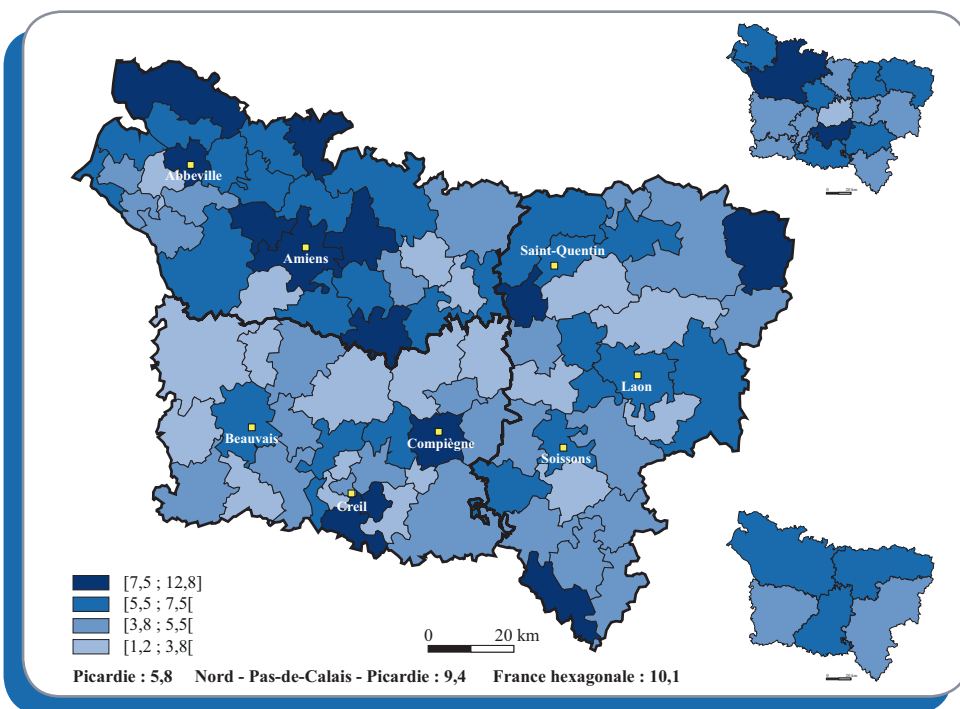 Abbeville
Amiens
Saint-Quentin
Laon
Beauvais
Compiègne
Soissons
Creil
[7,5 ; 12,8]
[5,5 ; 7,5[
[3,8 ; 5,5[
[1,2 ; 3,8[
0 20 km
Picardie : 5,8 Nord - Pas-de-Calais - Picardie : 9,4 France hexagonale : 10,1